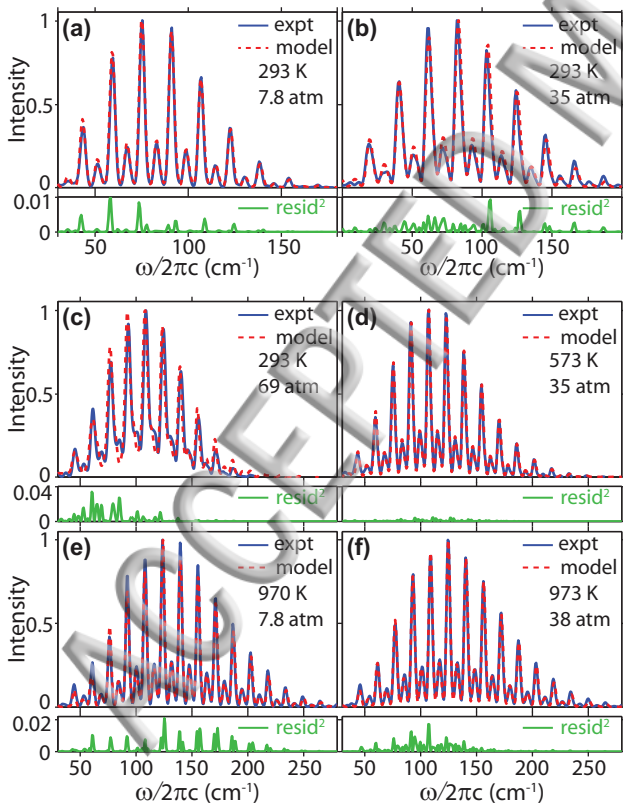 (a)
expt
model
293 K
7.8 atm
(b)
expt
model
293 K
35 atm
Intensity
1
0.5
0
0.01
0
resid²
resid²
50 100 150
50 100 150
ω/2πc (cm⁻¹)
ω/2πc (cm⁻¹)
(c)
expt
model
293 K
69 atm
(d)
expt
model
573 K
35 atm
Intensity
1
0.5
0
0.04
0
resid²
resid²
(e)
expt
model
970 K
7.8 atm
(f)
expt
model
973 K
38 atm
Intensity
1
0.5
0
0.02
0
resid²
resid²
50 100 150 200 250
50 100 150 200 250
ω/2πc (cm⁻¹)
ω/2πc (cm⁻¹)
ACCEPTED M